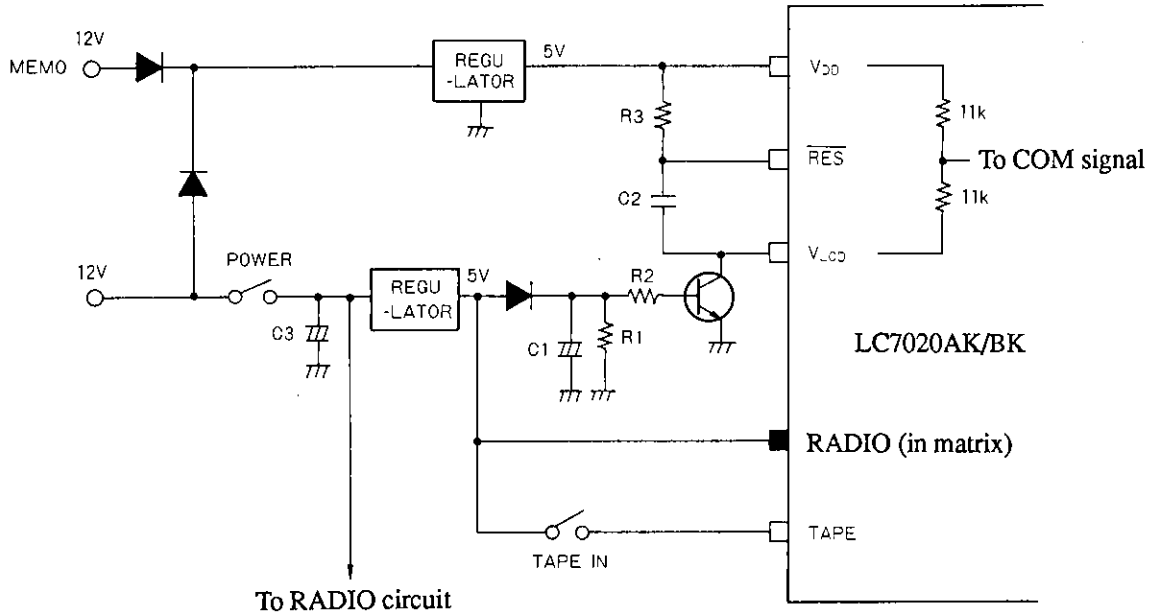 12V
MEMO
REGU
-LATOR
5V
VDD
R3
11k
RES
To COM signal
C2
11k
VLCD
12V
POWER
REGU
-LATOR
5V
R2
C3
C1
R1
LC7020AK/BK
RADIO (in matrix)
TAPE
TAPE IN
To RADIO circuit